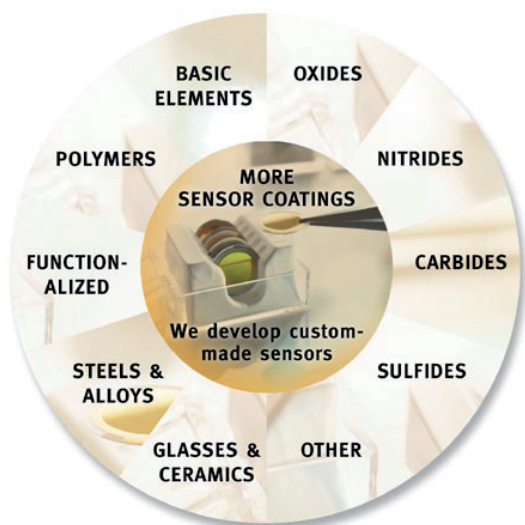 BASIC
ELEMENTS
OXIDES
NITRIDES
CARBIDES
SULFIDES
OTHER
GLASSES &
CERAMICS
STEELS &
ALLOYS
FUNCTION-
ALIZED
POLYMERS
MORE
SENSOR COATINGS
We develop custom-
made sensors